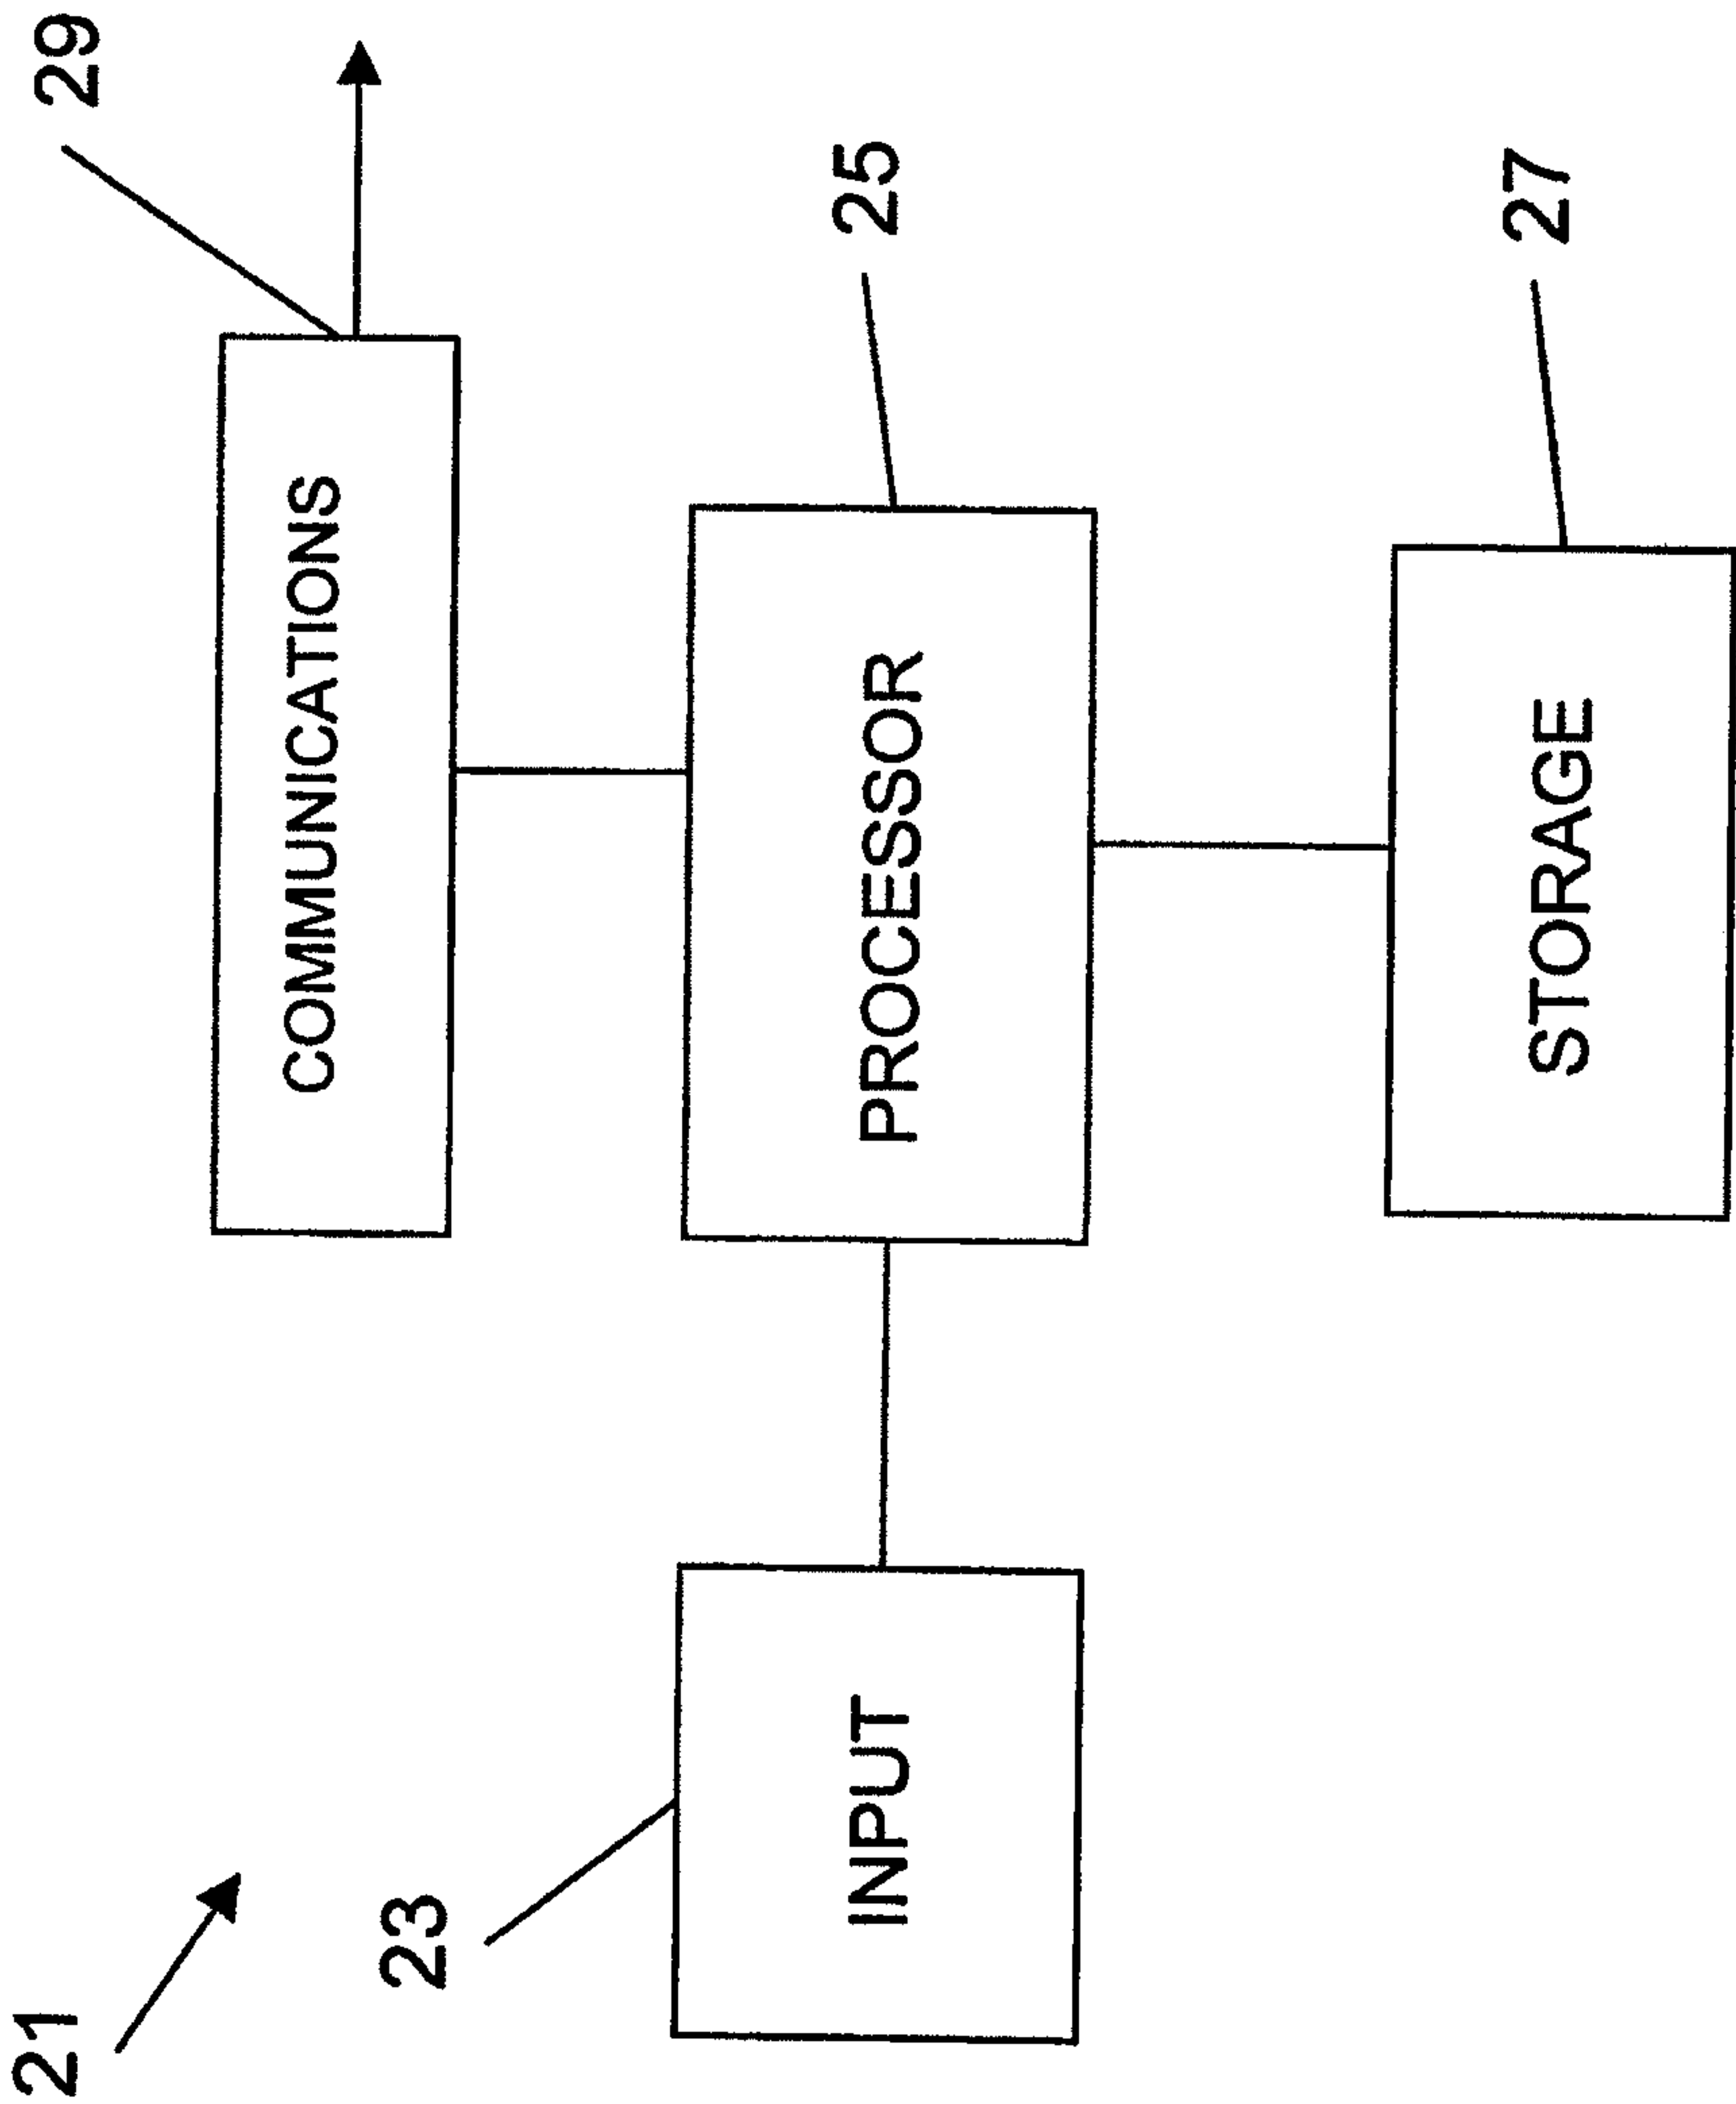 29
COMMUNICATIONS
25
PROCESSOR
27
STORAGE
INPUT
23
21